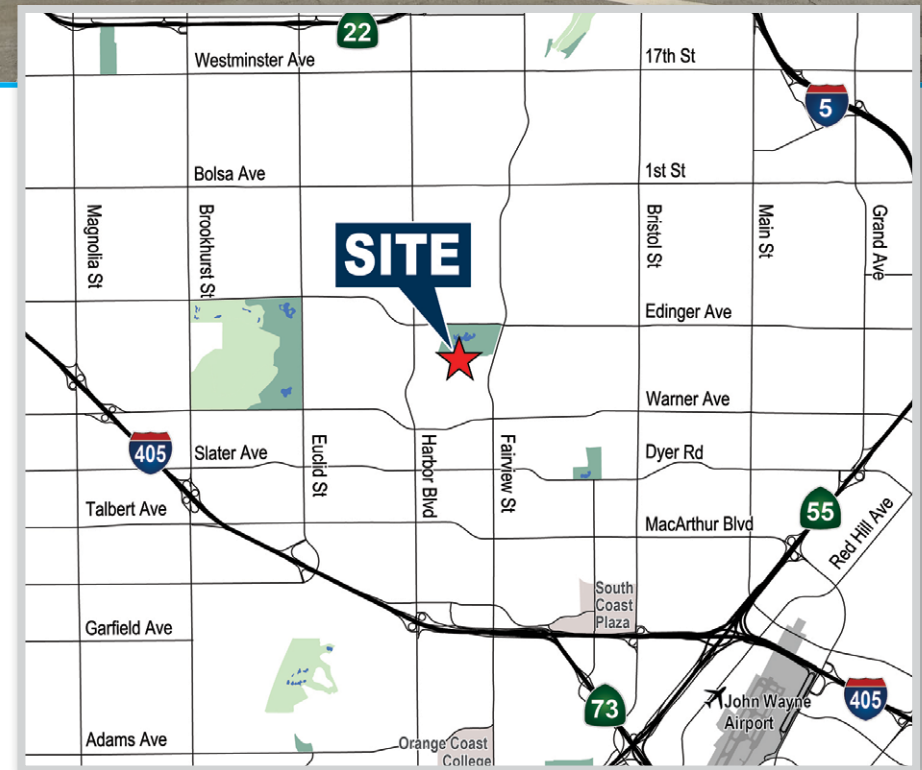 22
Westminster Ave
17th St
5
Bolsa Ave
1st St
Magnolia St
Brookhurst St
Bristol St
Main St
Grand Ave
SITE
Edinger Ave
Warner Ave
405
Slater Ave
Euclid St
Harbor Blvd
Fairview St
Dyer Rd
Talbert Ave
MacArthur Blvd
55
Red Hill Ave
South
Coast
Plaza
Garfield Ave
73
John Wayne
Airport
405
Adams Ave
Orange Coast
College